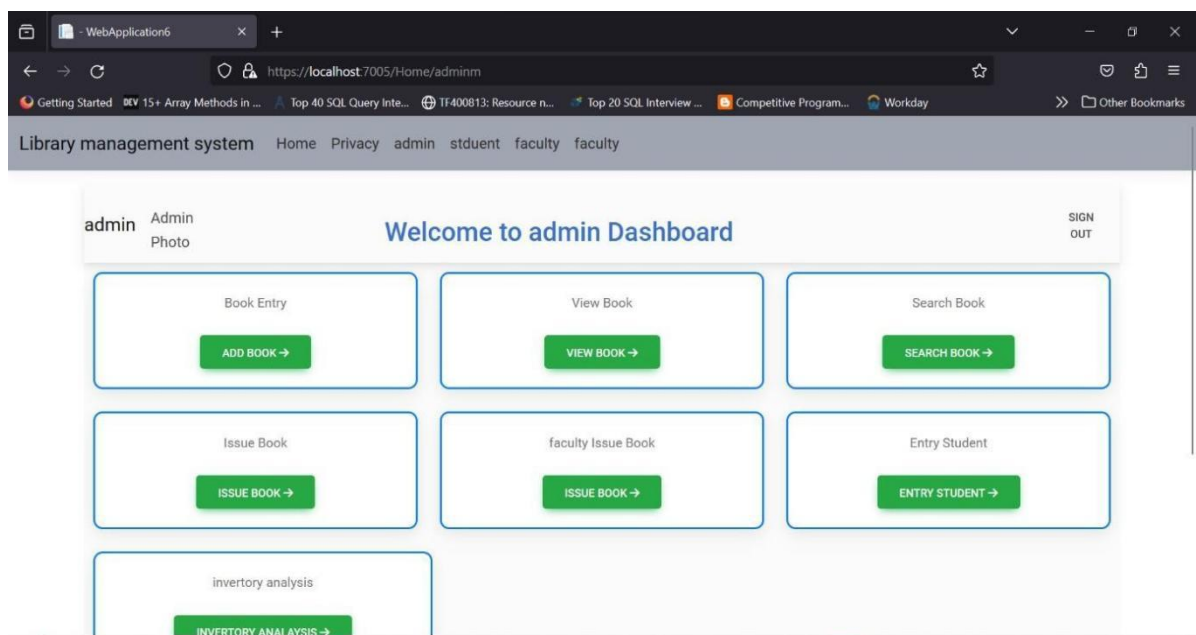 - WebApplication6
https://localhost:7005/Home/adminm
Getting Started DEV 15+ Array Methods in ... Top 40 SQL Query Inte... TF400813: Resource n... Top 20 SQL Interview ... Competitive Program... Workday Other Bookmarks
Library management system Home Privacy admin stduent faculty faculty
admin Admin Photo
Welcome to admin Dashboard
SIGN
OUT
Book Entry View Book Search Book
ADD BOOK → VIEW BOOK → SEARCH BOOK →
Issue Book faculty Issue Book Entry Student
ISSUE BOOK → ISSUE BOOK → ENTRY STUDENT →
invertory analysis
INVERTORY ANALAYSIS →